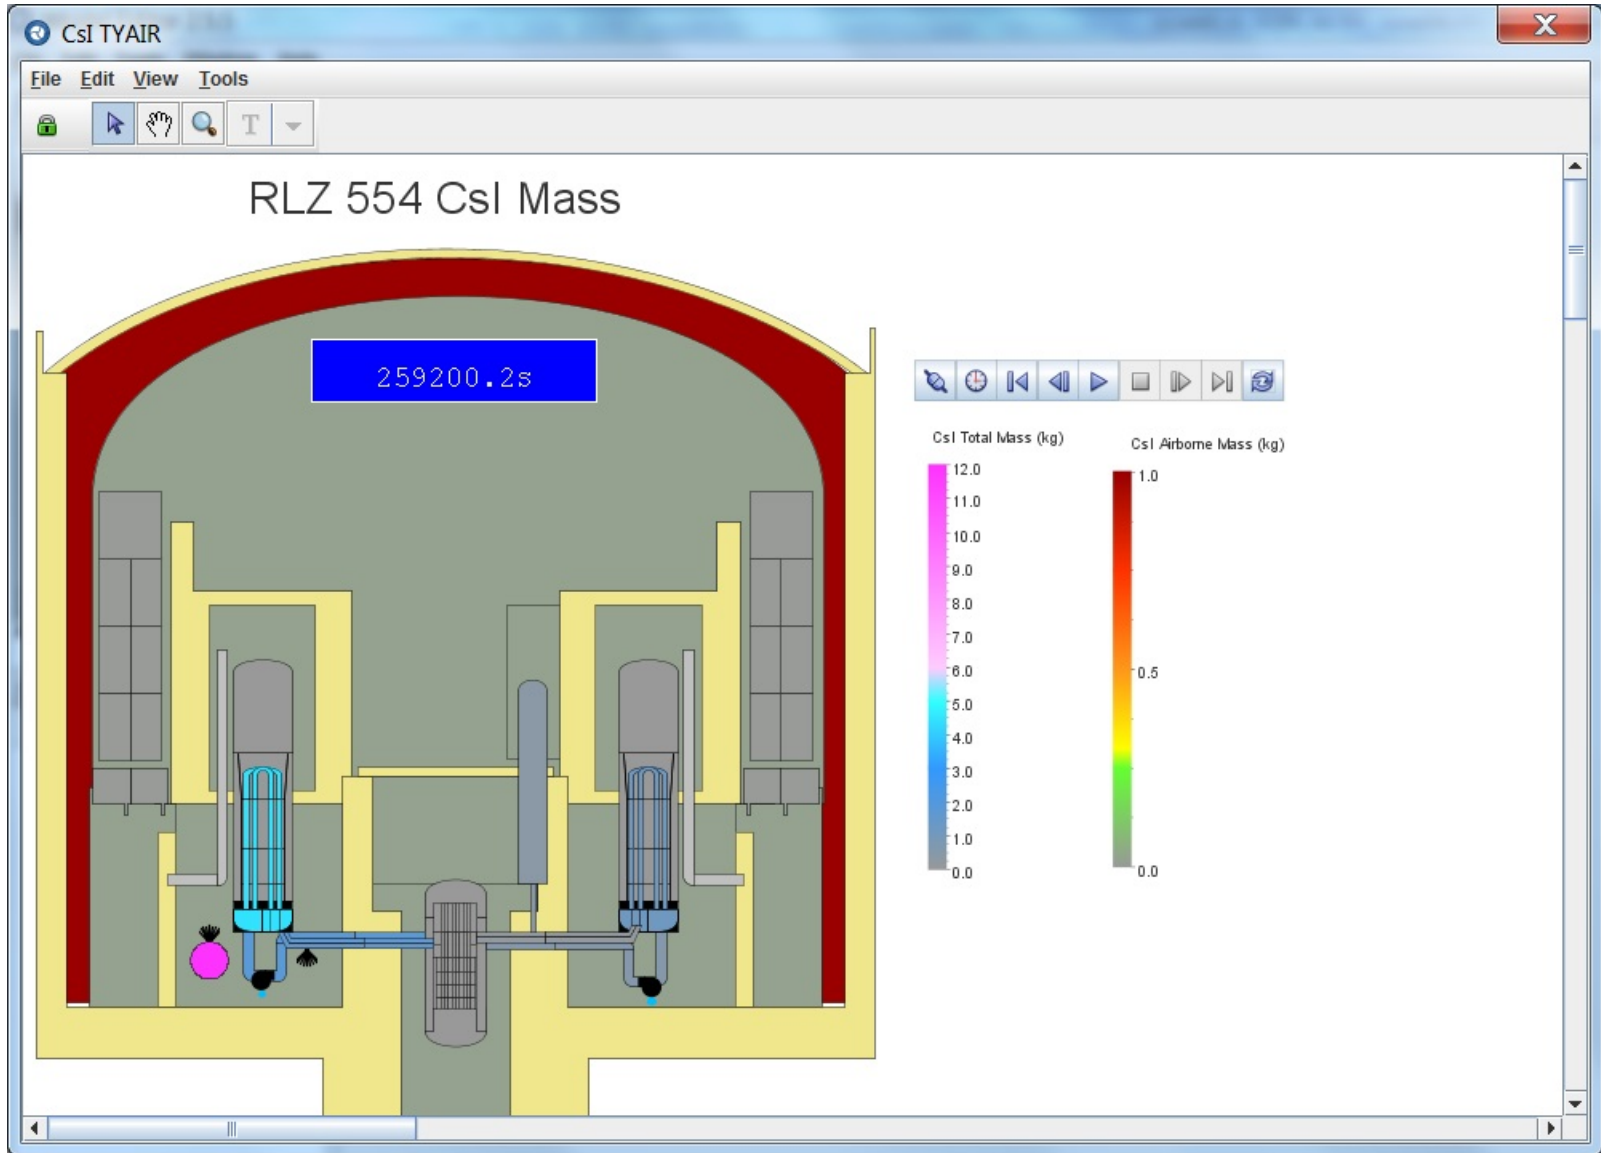 CsI TYAIR
File Edit View Tools
T
RLZ 554 CsI Mass
259200.2s
CsI Total Mass (kg)
12.0
11.0
10.0
9.0
8.0
7.0
6.0
5.0
4.0
3.0
2.0
1.0
0.0
CsI Airborne Mass (kg)
1.0
0.5
0.0